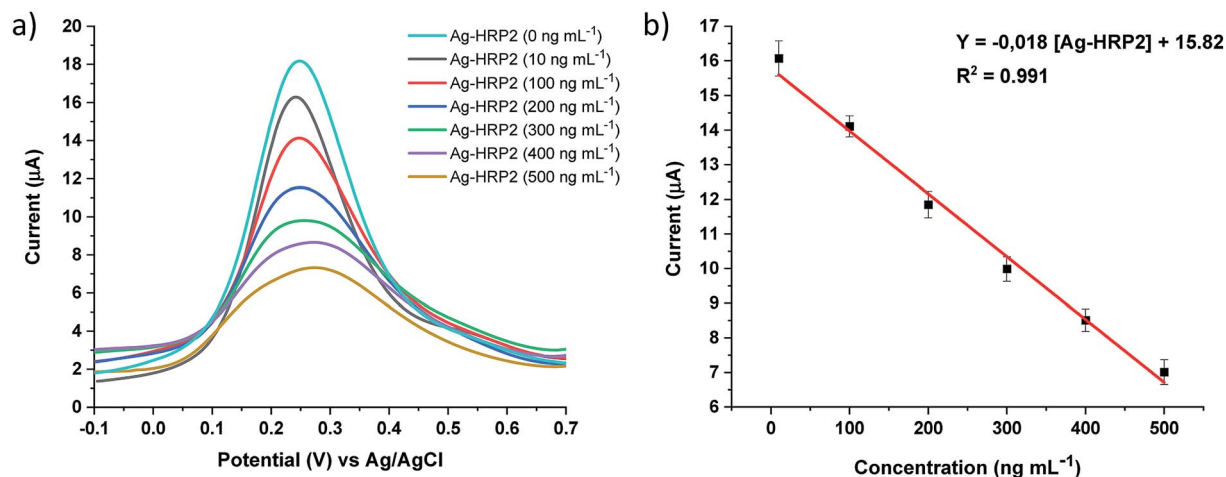 a)
20
18
16
14
12
10
8
6
4
2
0
Current (μA)
-0.1 0.0 0.1 0.2 0.3 0.4 0.5 0.6 0.7
Potential (V) vs Ag/AgCl
Ag-HRP2 (0 ng mL⁻¹)
Ag-HRP2 (10 ng mL⁻¹)
Ag-HRP2 (100 ng mL⁻¹)
Ag-HRP2 (200 ng mL⁻¹)
Ag-HRP2 (300 ng mL⁻¹)
Ag-HRP2 (400 ng mL⁻¹)
Ag-HRP2 (500 ng mL⁻¹)
b)
17
16
15
14
13
12
11
10
9
8
7
6
Current (μA)
0 100 200 300 400 500
Concentration (ng mL⁻¹)
Y = -0,018 [Ag-HRP2] + 15.82
R² = 0.991